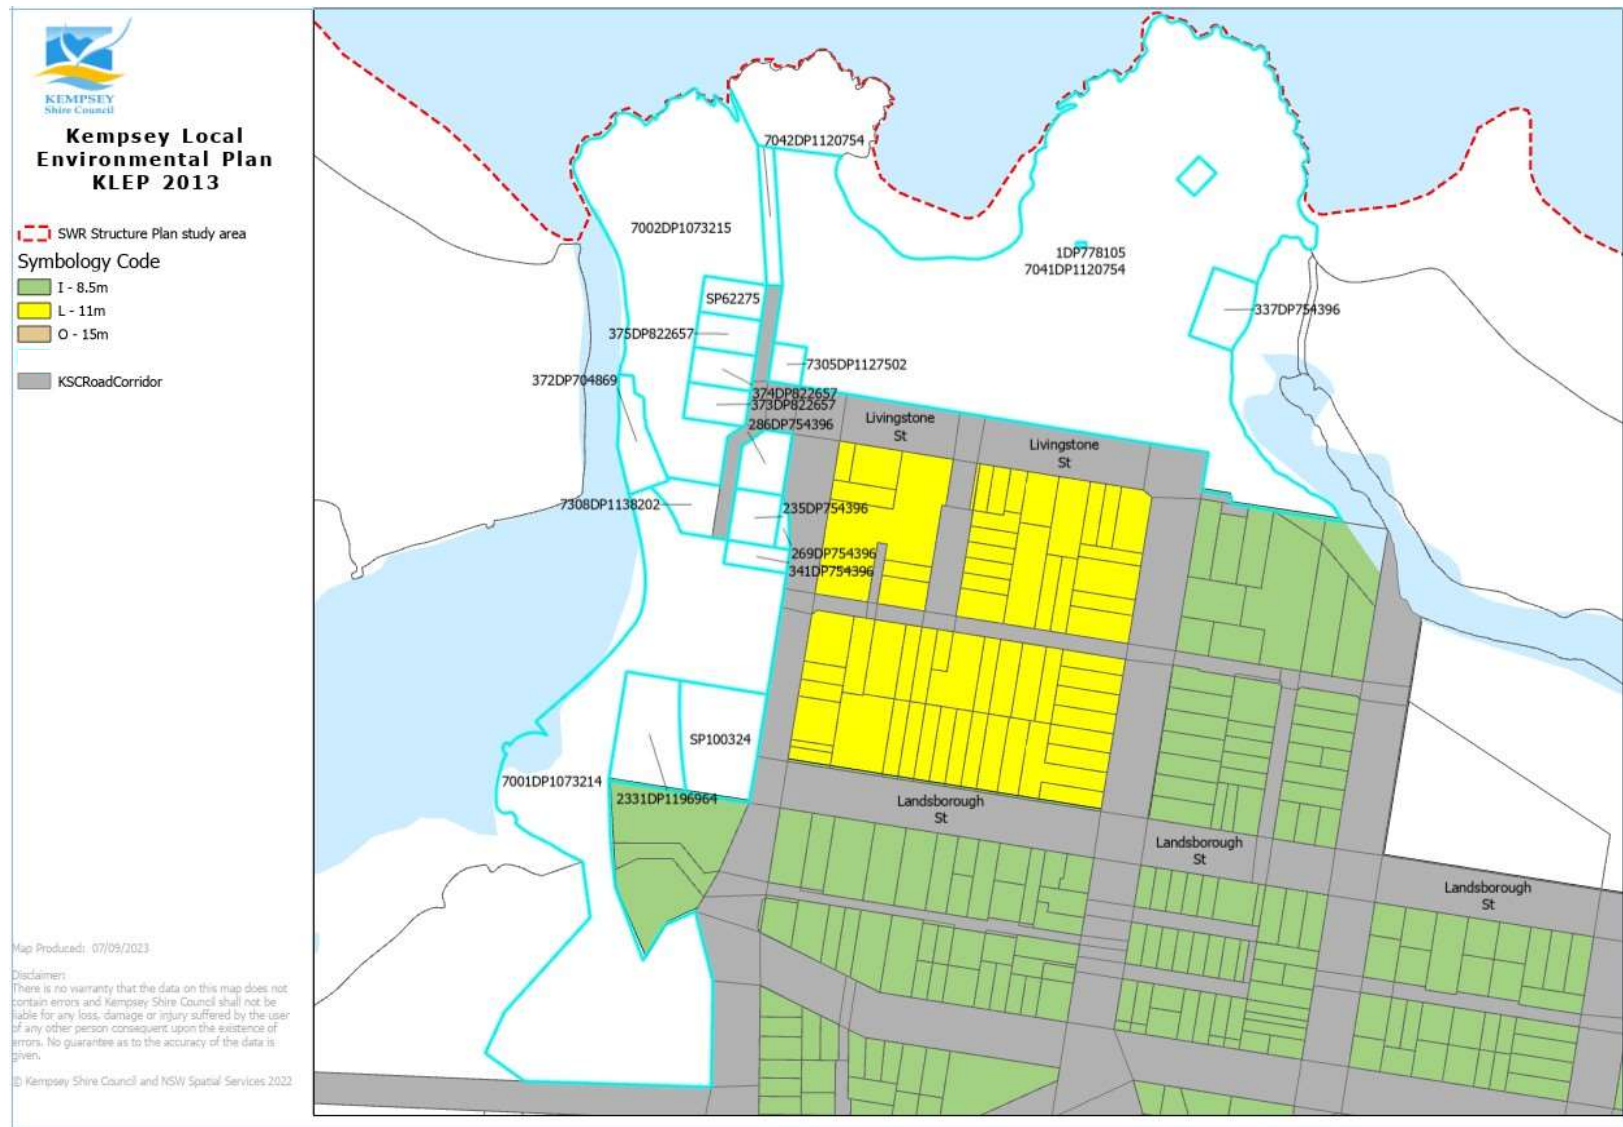 KEMPSEY
Shire Council
Kempsey Local
Environmental Plan
KLEP 2013
SWR Structure Plan study area
Symbology Code
I - 8.5m
L - 11m
O - 15m
KSCRoadCorridor
Map Produced: 07/09/2023
Disclaimer:
There is no warranty that the data on this map does not
contain errors and Kempsey Shire Council shall not be
liable for any loss, damage or injury suffered by the user
of any other person consequent upon the existence of
errors. No guarantee as to the accuracy of the data is
given.
© Kempsey Shire Council and NSW Spatial Services 2022
7042DP1120754
7002DP1073215
1DP778105
7041DP1120754
SP62275
337DP754396
375DP822657
7305DP1127502
372DP704869
374DP822657
373DP822657
286DP754396
Livingstone
St
Livingstone
St
7308DP1138202
235DP754396
269DP754396
341DP754396
SP100324
7001DP1073214
2331DP1196964
Landsborough
St
Landsborough
St
Landsborough
St